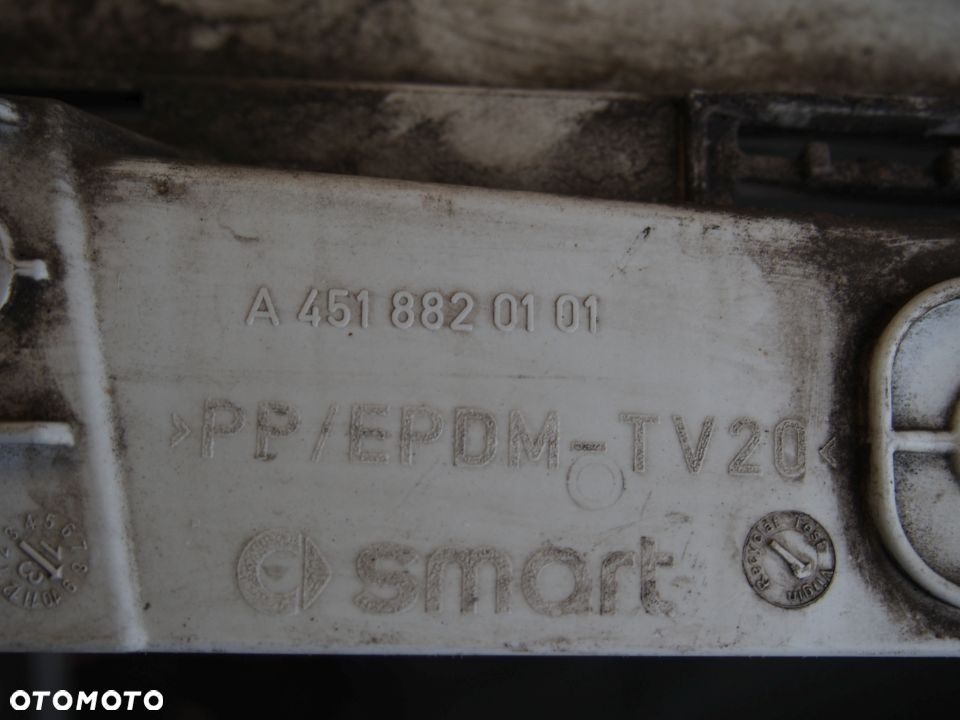 A 451 882 01 01
>PP/EPDM-TV20<
smart
OTOMOTO